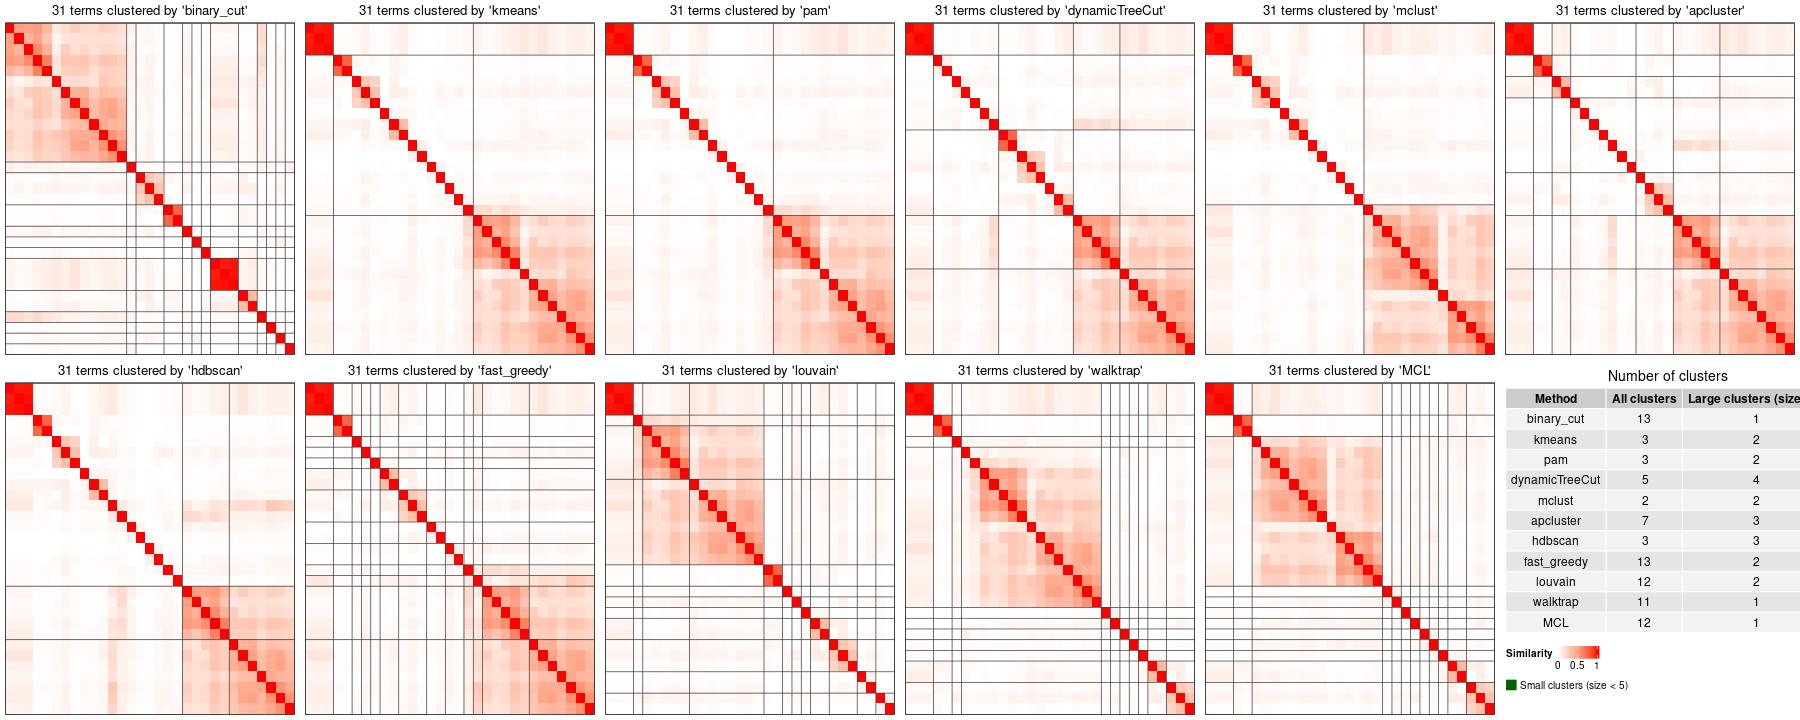 31 terms clustered by 'binary_cut'
31 terms clustered by 'kmeans'
31 terms clustered by 'pam'
31 terms clustered by 'dynamicTreeCut'
31 terms clustered by 'mclust'
31 terms clustered by 'apcluster'
31 terms clustered by 'hdbscan'
31 terms clustered by 'fast_greedy'
31 terms clustered by 'louvain'
31 terms clustered by 'walktrap'
31 terms clustered by 'MCL'
Number of clusters
Method All clusters Large clusters (size
binary_cut 13 1
kmeans 3 2
pam 3 2
dynamicTreeCut 5 4
mclust 2 2
apcluster 7 3
hdbscan 3 3
fast_greedy 13 2
louvain 12 2
walktrap 11 1
MCL 12 1
Similarity
0 0.5 1
Small clusters (size < 5)